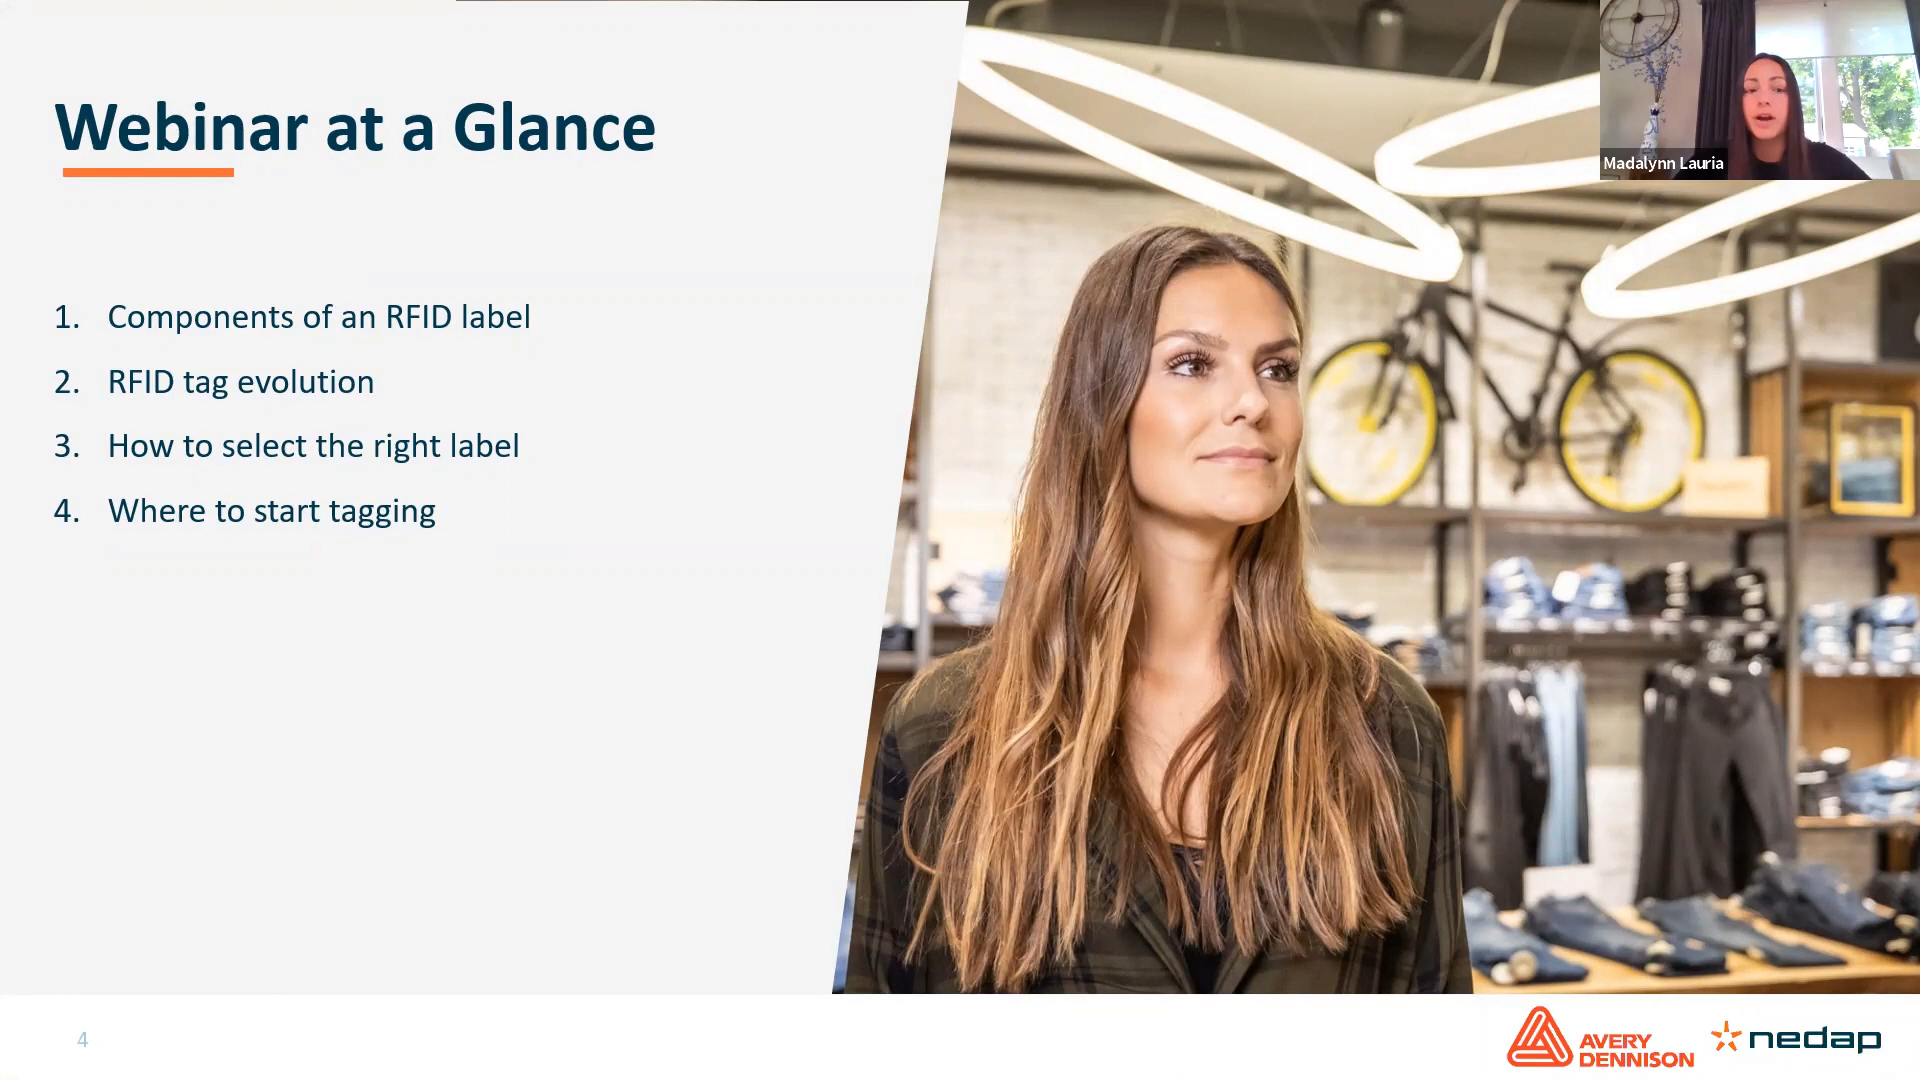 Webinar at a Glance
1. Components of an RFID label
2. RFID tag evolution
3. How to select the right label
4. Where to start tagging
Madalynn Lauria
4
AVERY
DENNISON
nedap